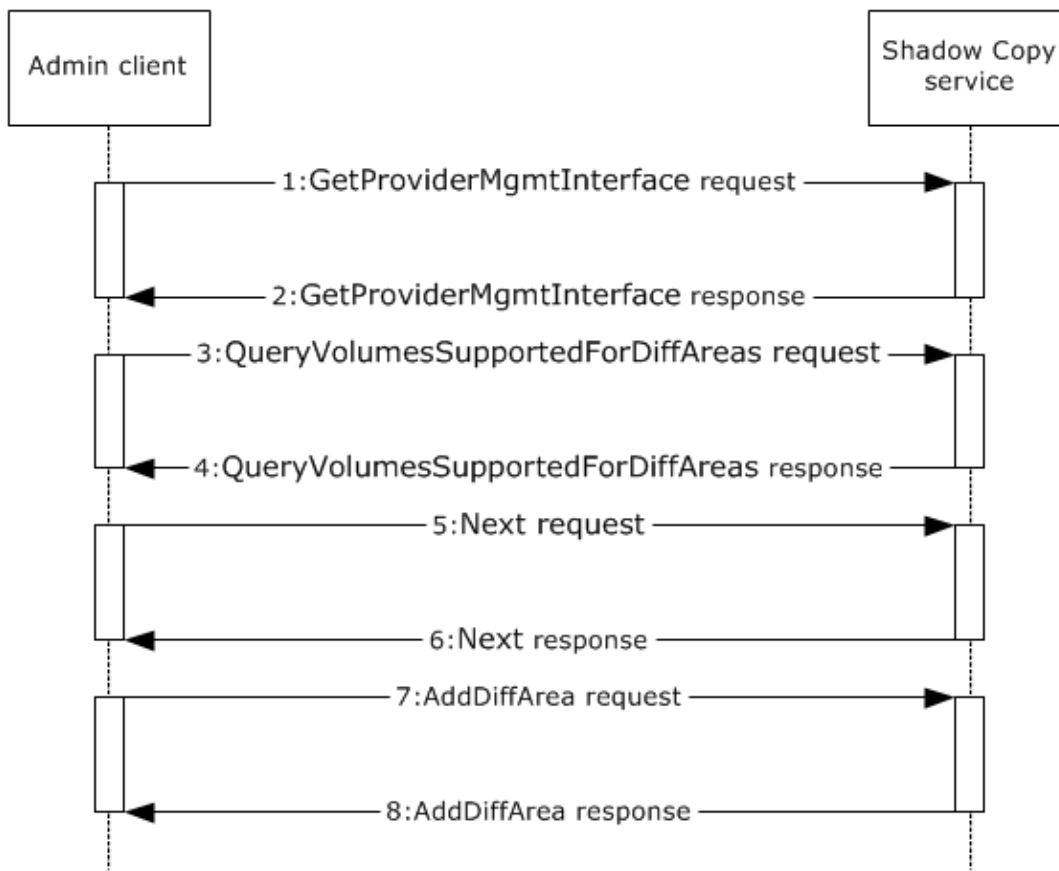 Admin client
Shadow Copy
service
1:GetProviderMgmtInterface request
2:GetProviderMgmtInterface response
3:QueryVolumesSupportedForDiffAreas request
4:QueryVolumesSupportedForDiffAreas response
5:Next request
6:Next response
7:AddDiffArea request
8:AddDiffArea response